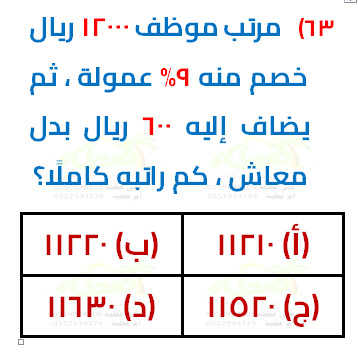 ٦٣) مرتب موظف ١٢٠٠٠ ريال
خصم منه ٩% عمولة ، ثم
يضاف إليه ٦٠٠ ريال بدل
معاش ، كم راتبه كاملًا؟
(أ) ١١٢١٠
(ب) ١١٢٢٠
(ج) ١١٥٢٠
(د) ١١٦٣٠